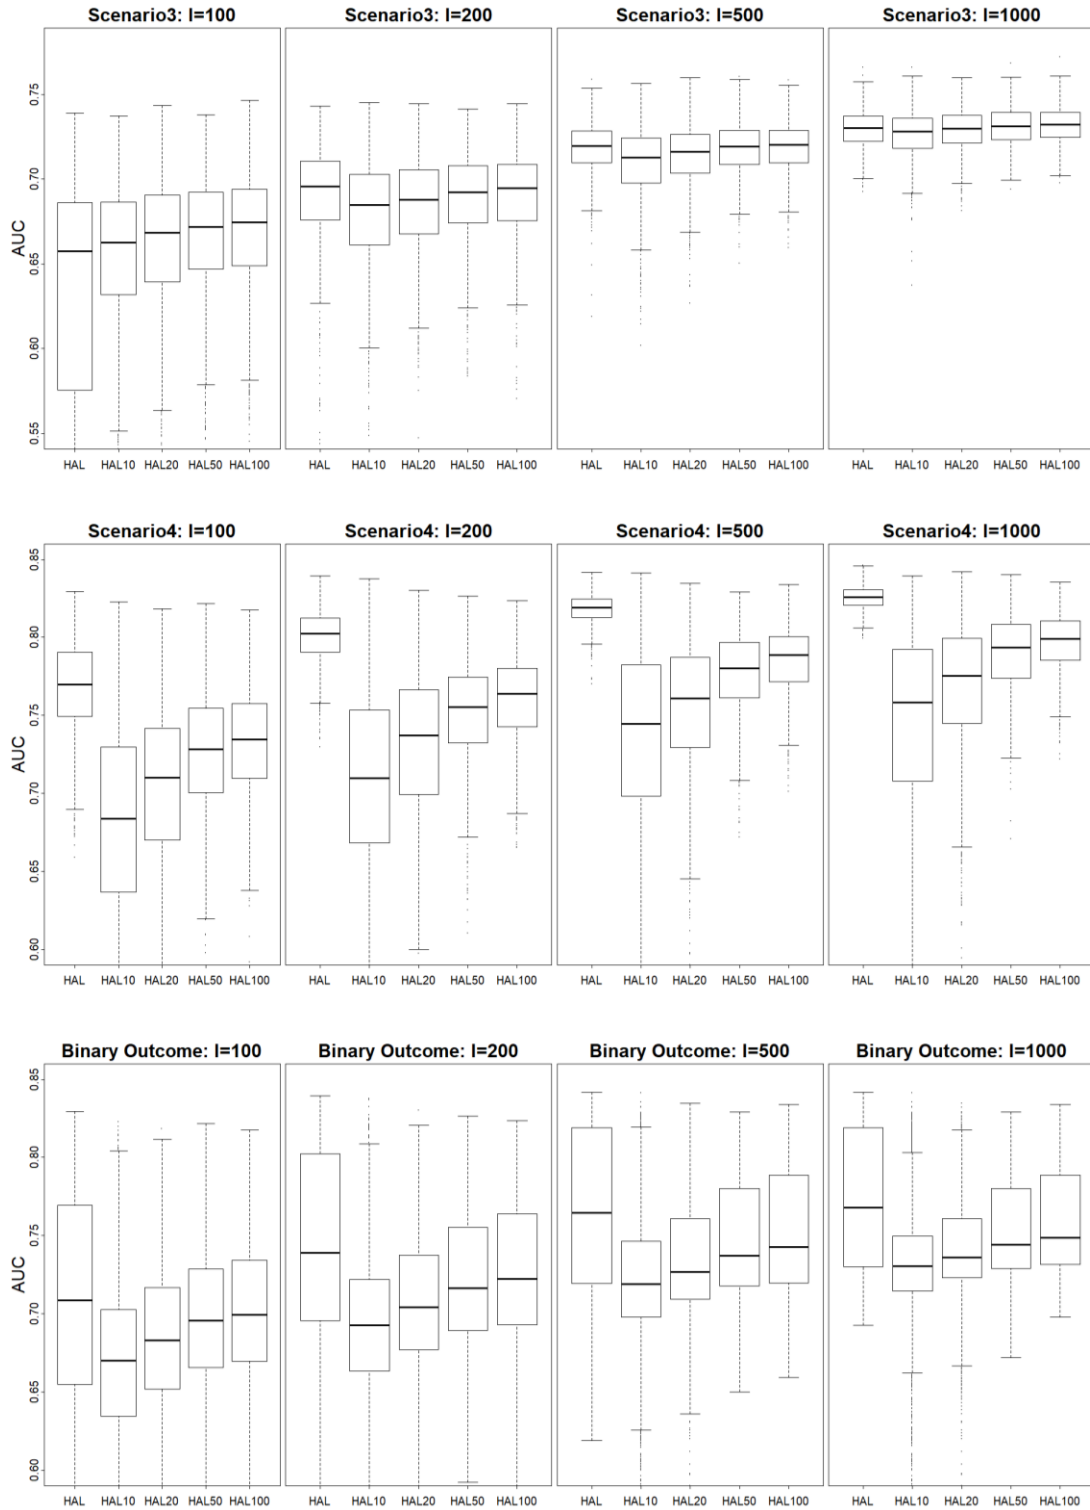 Scenario3: I=100 Scenario3: I=200 Scenario3: I=500 Scenario3: I=1000
AUC
0.75
0.70
0.65
0.60
0.55
HAL HAL10 HAL20 HAL50 HAL100 HAL HAL10 HAL20 HAL50 HAL100 HAL HAL10 HAL20 HAL50 HAL100 HAL HAL10 HAL20 HAL50 HAL100
Scenario4: I=100 Scenario4: I=200 Scenario4: I=500 Scenario4: I=1000
AUC
0.85
0.80
0.75
0.70
0.65
0.60
HAL HAL10 HAL20 HAL50 HAL100 HAL HAL10 HAL20 HAL50 HAL100 HAL HAL10 HAL20 HAL50 HAL100 HAL HAL10 HAL20 HAL50 HAL100
Binary Outcome: I=100 Binary Outcome: I=200 Binary Outcome: I=500 Binary Outcome: I=1000
AUC
0.85
0.80
0.75
0.70
0.65
0.60
HAL HAL10 HAL20 HAL50 HAL100 HAL HAL10 HAL20 HAL50 HAL100 HAL HAL10 HAL20 HAL50 HAL100 HAL HAL10 HAL20 HAL50 HAL100